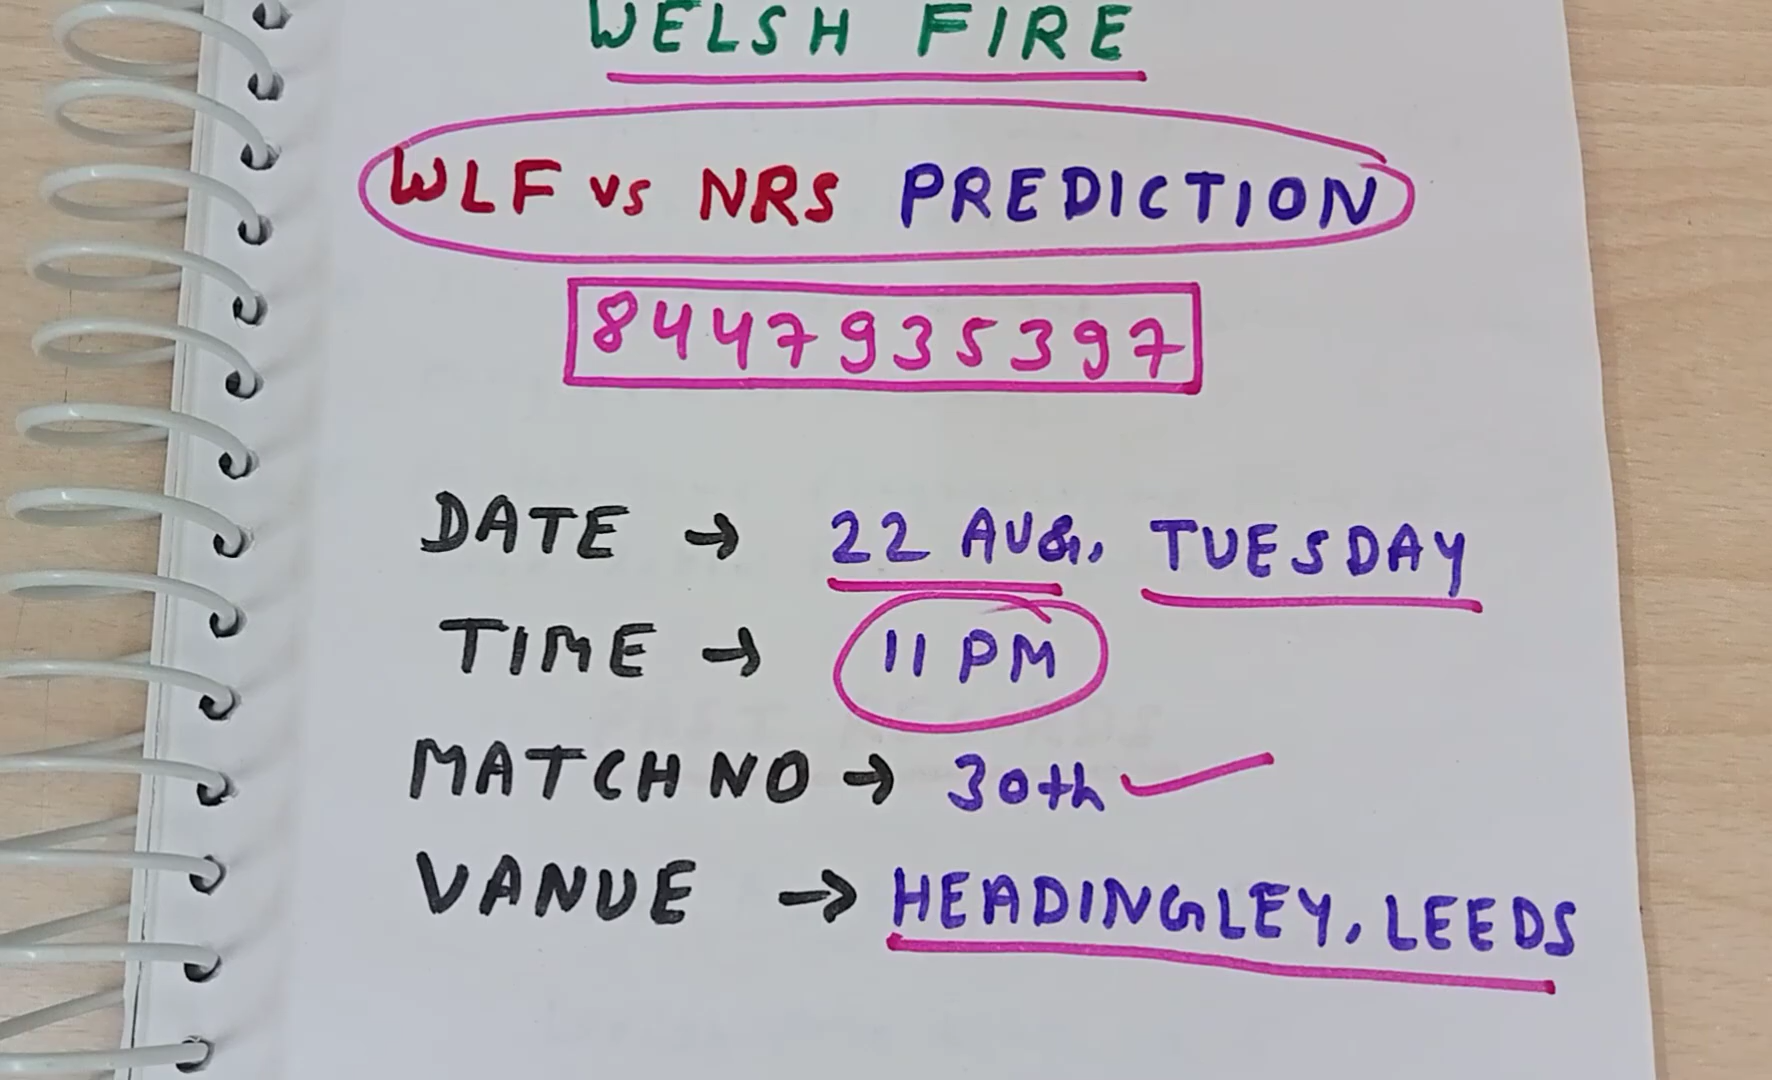 WELSH FIRE
WLF vs NRS PREDICTION
8447935397
DATE → 22 AUG, TUESDAY
TIME → 11 PM
MATCH NO → 30th
VANUE → HEADINGLEY, LEEDS